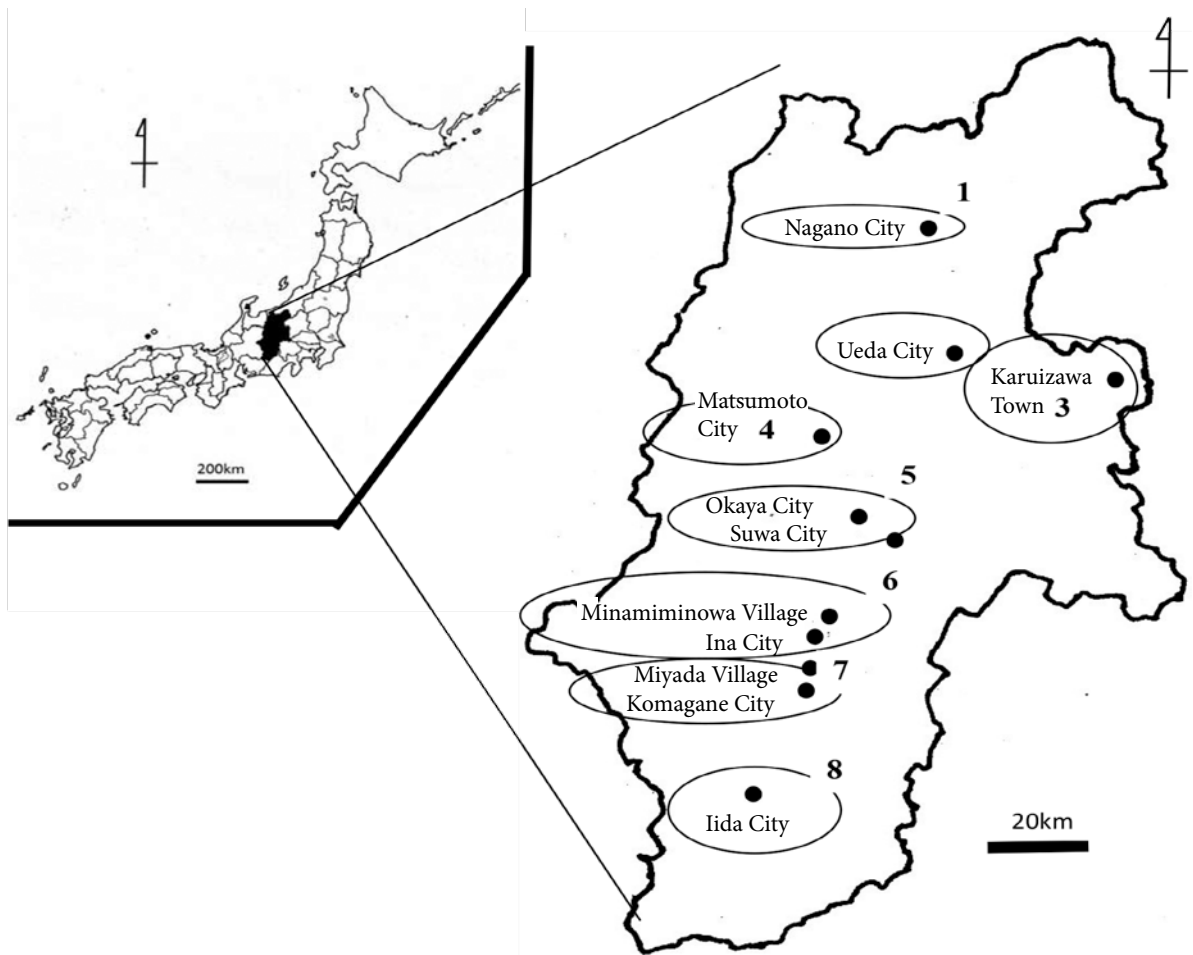 200km
1
Nagano City
Ueda City
Karuizawa
Town 3
Matsumoto
City 4
5
Okaya City
Suwa City
6
Minamiminowa Village
Ina City
7
Miyada Village
Komagane City
8
Iida City
20km